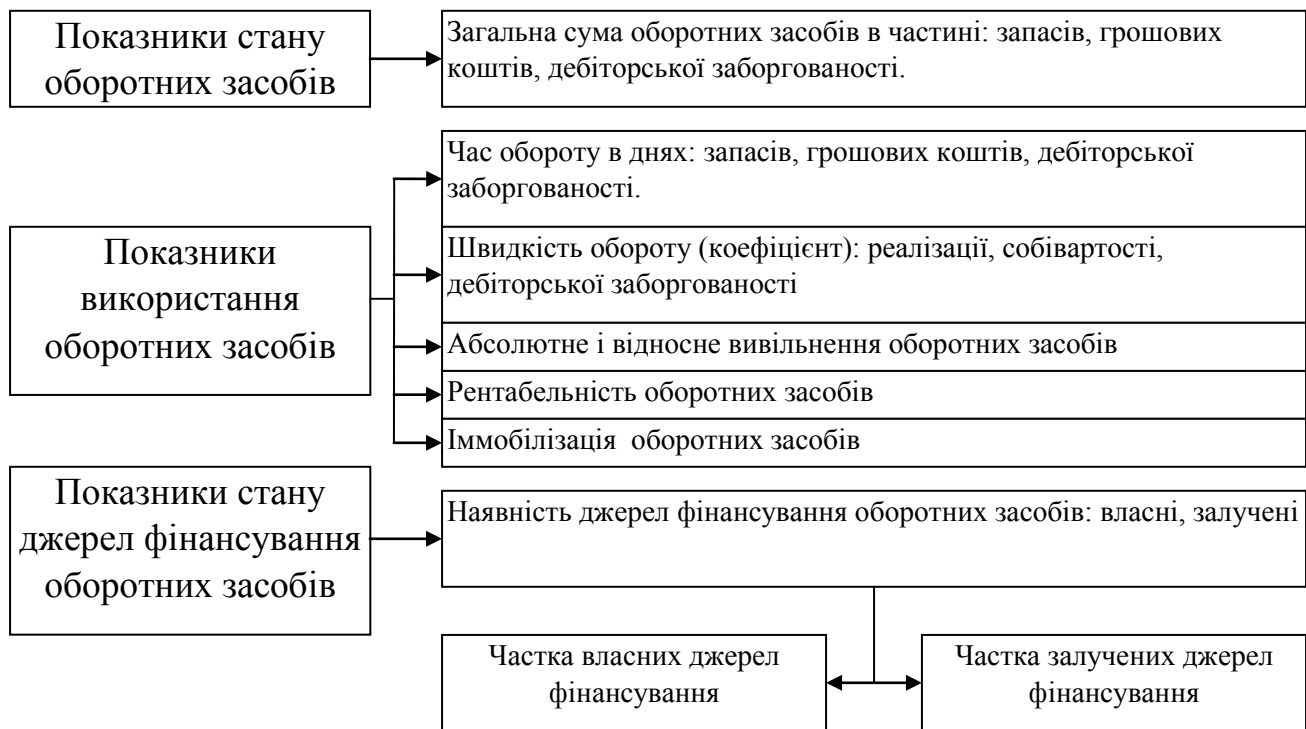 Показники стану
оборотних засобів
Загальна сума оборотних засобів в частині: запасів, грошових
коштів, дебіторської заборгованості.
Показники
використання
оборотних засобів
Час обороту в днях: запасів, грошових коштів, дебіторської
заборгованості.
Швидкість обороту (коефіцієнт): реалізації, собівартості,
дебіторської заборгованості
Абсолютне і відносне вивільнення оборотних засобів
Рентабельність оборотних засобів
Іммобілізація оборотних засобів
Показники стану
джерел фінансування
оборотних засобів
Наявність джерел фінансування оборотних засобів: власні, залучені
Частка власних джерел
фінансування
Частка залучених джерел
фінансування